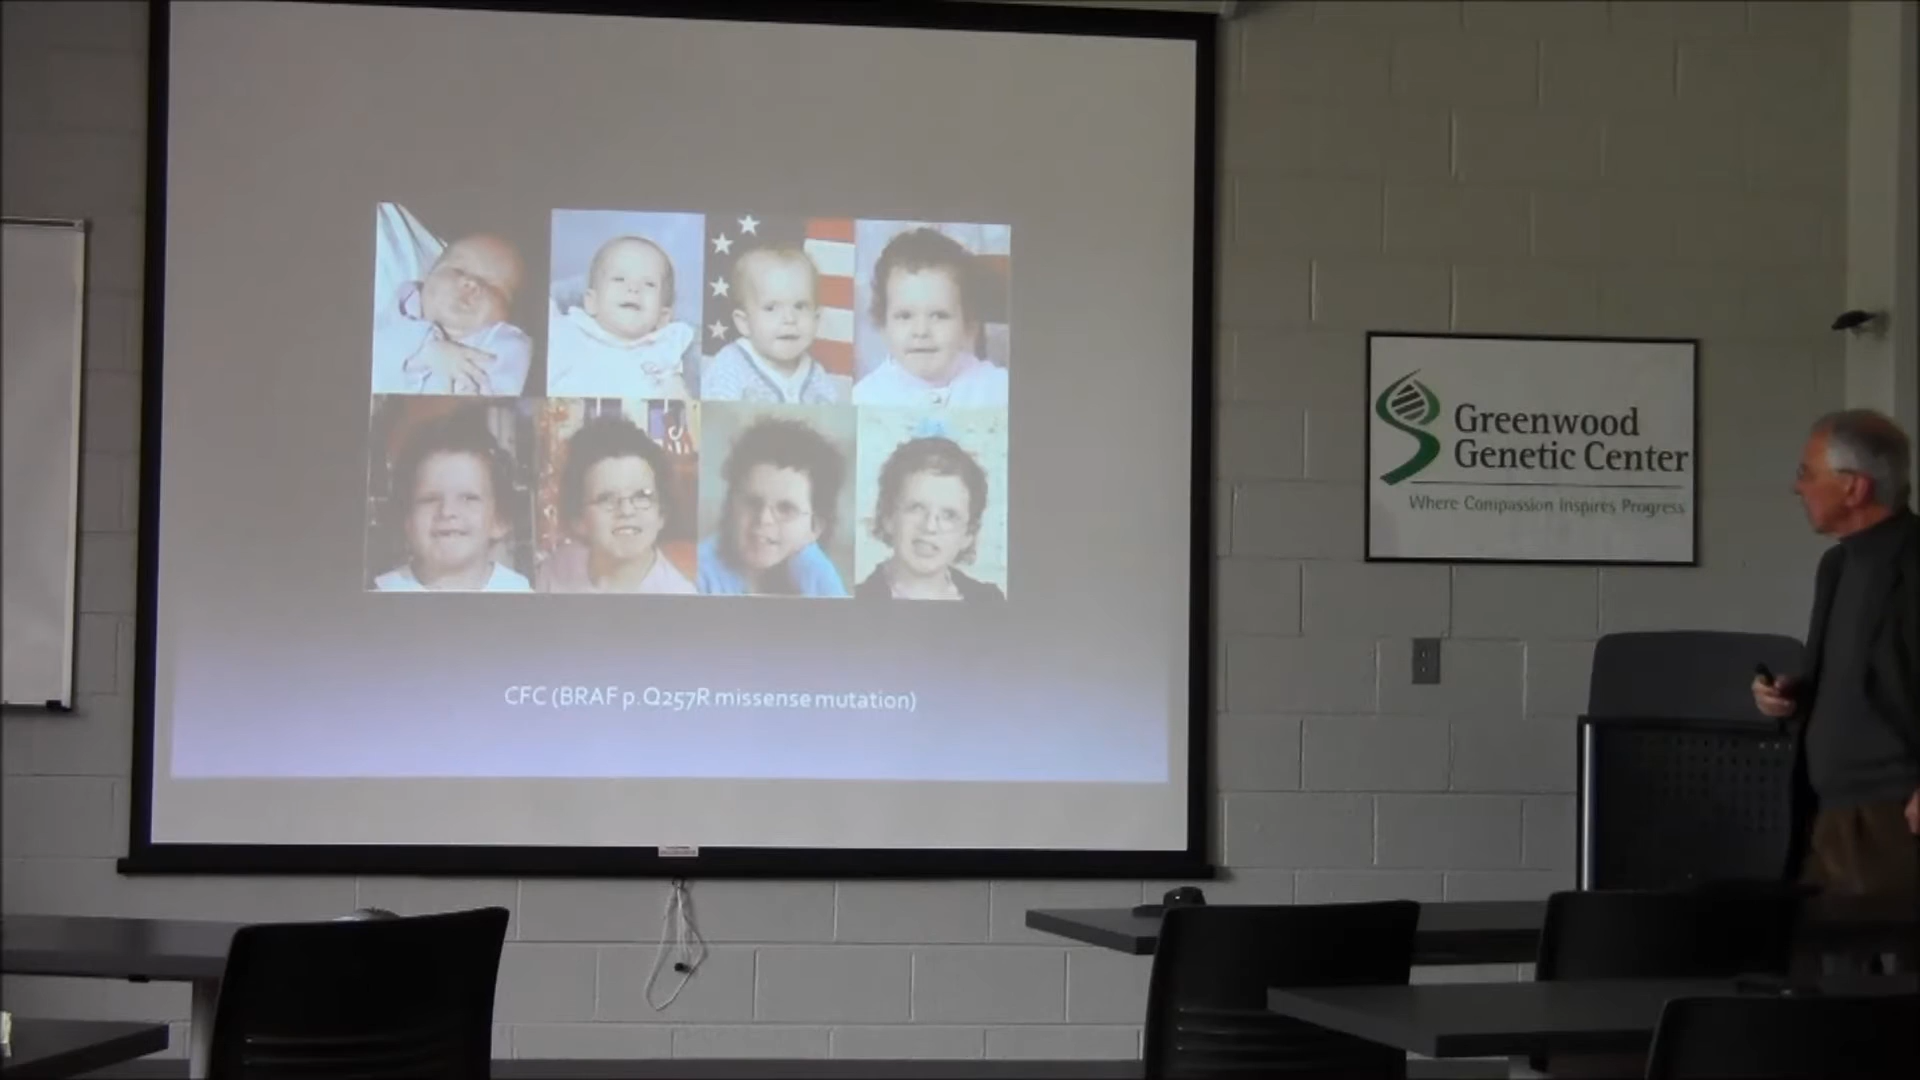 CFC (BRAF p.Q257R missense mutation)
Greenwood
Genetic Center
Where Compassion Inspires Progress